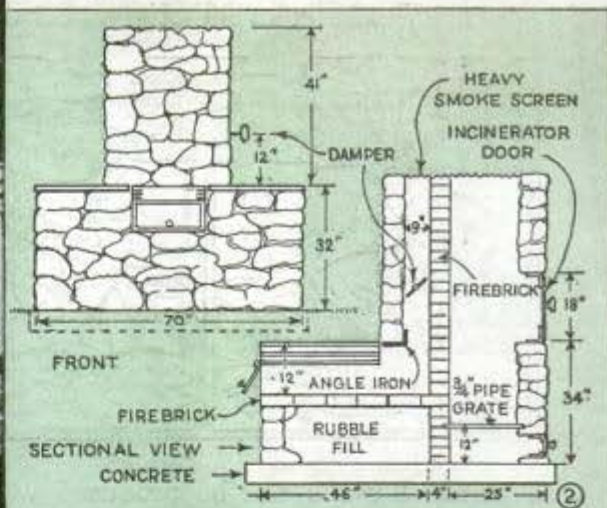 41"
12"
32"
70"
FRONT
HEAVY
SMOKE SCREEN
INCINERATOR
DOOR
DAMPER
9"
FIREBRICK
18"
12"
ANGLE IRON
3/4" PIPE
GRATE
34"
FIREBRICK
RUBBLE
FILL
12"
SECTIONAL VIEW
CONCRETE
46"
4"
25"
2